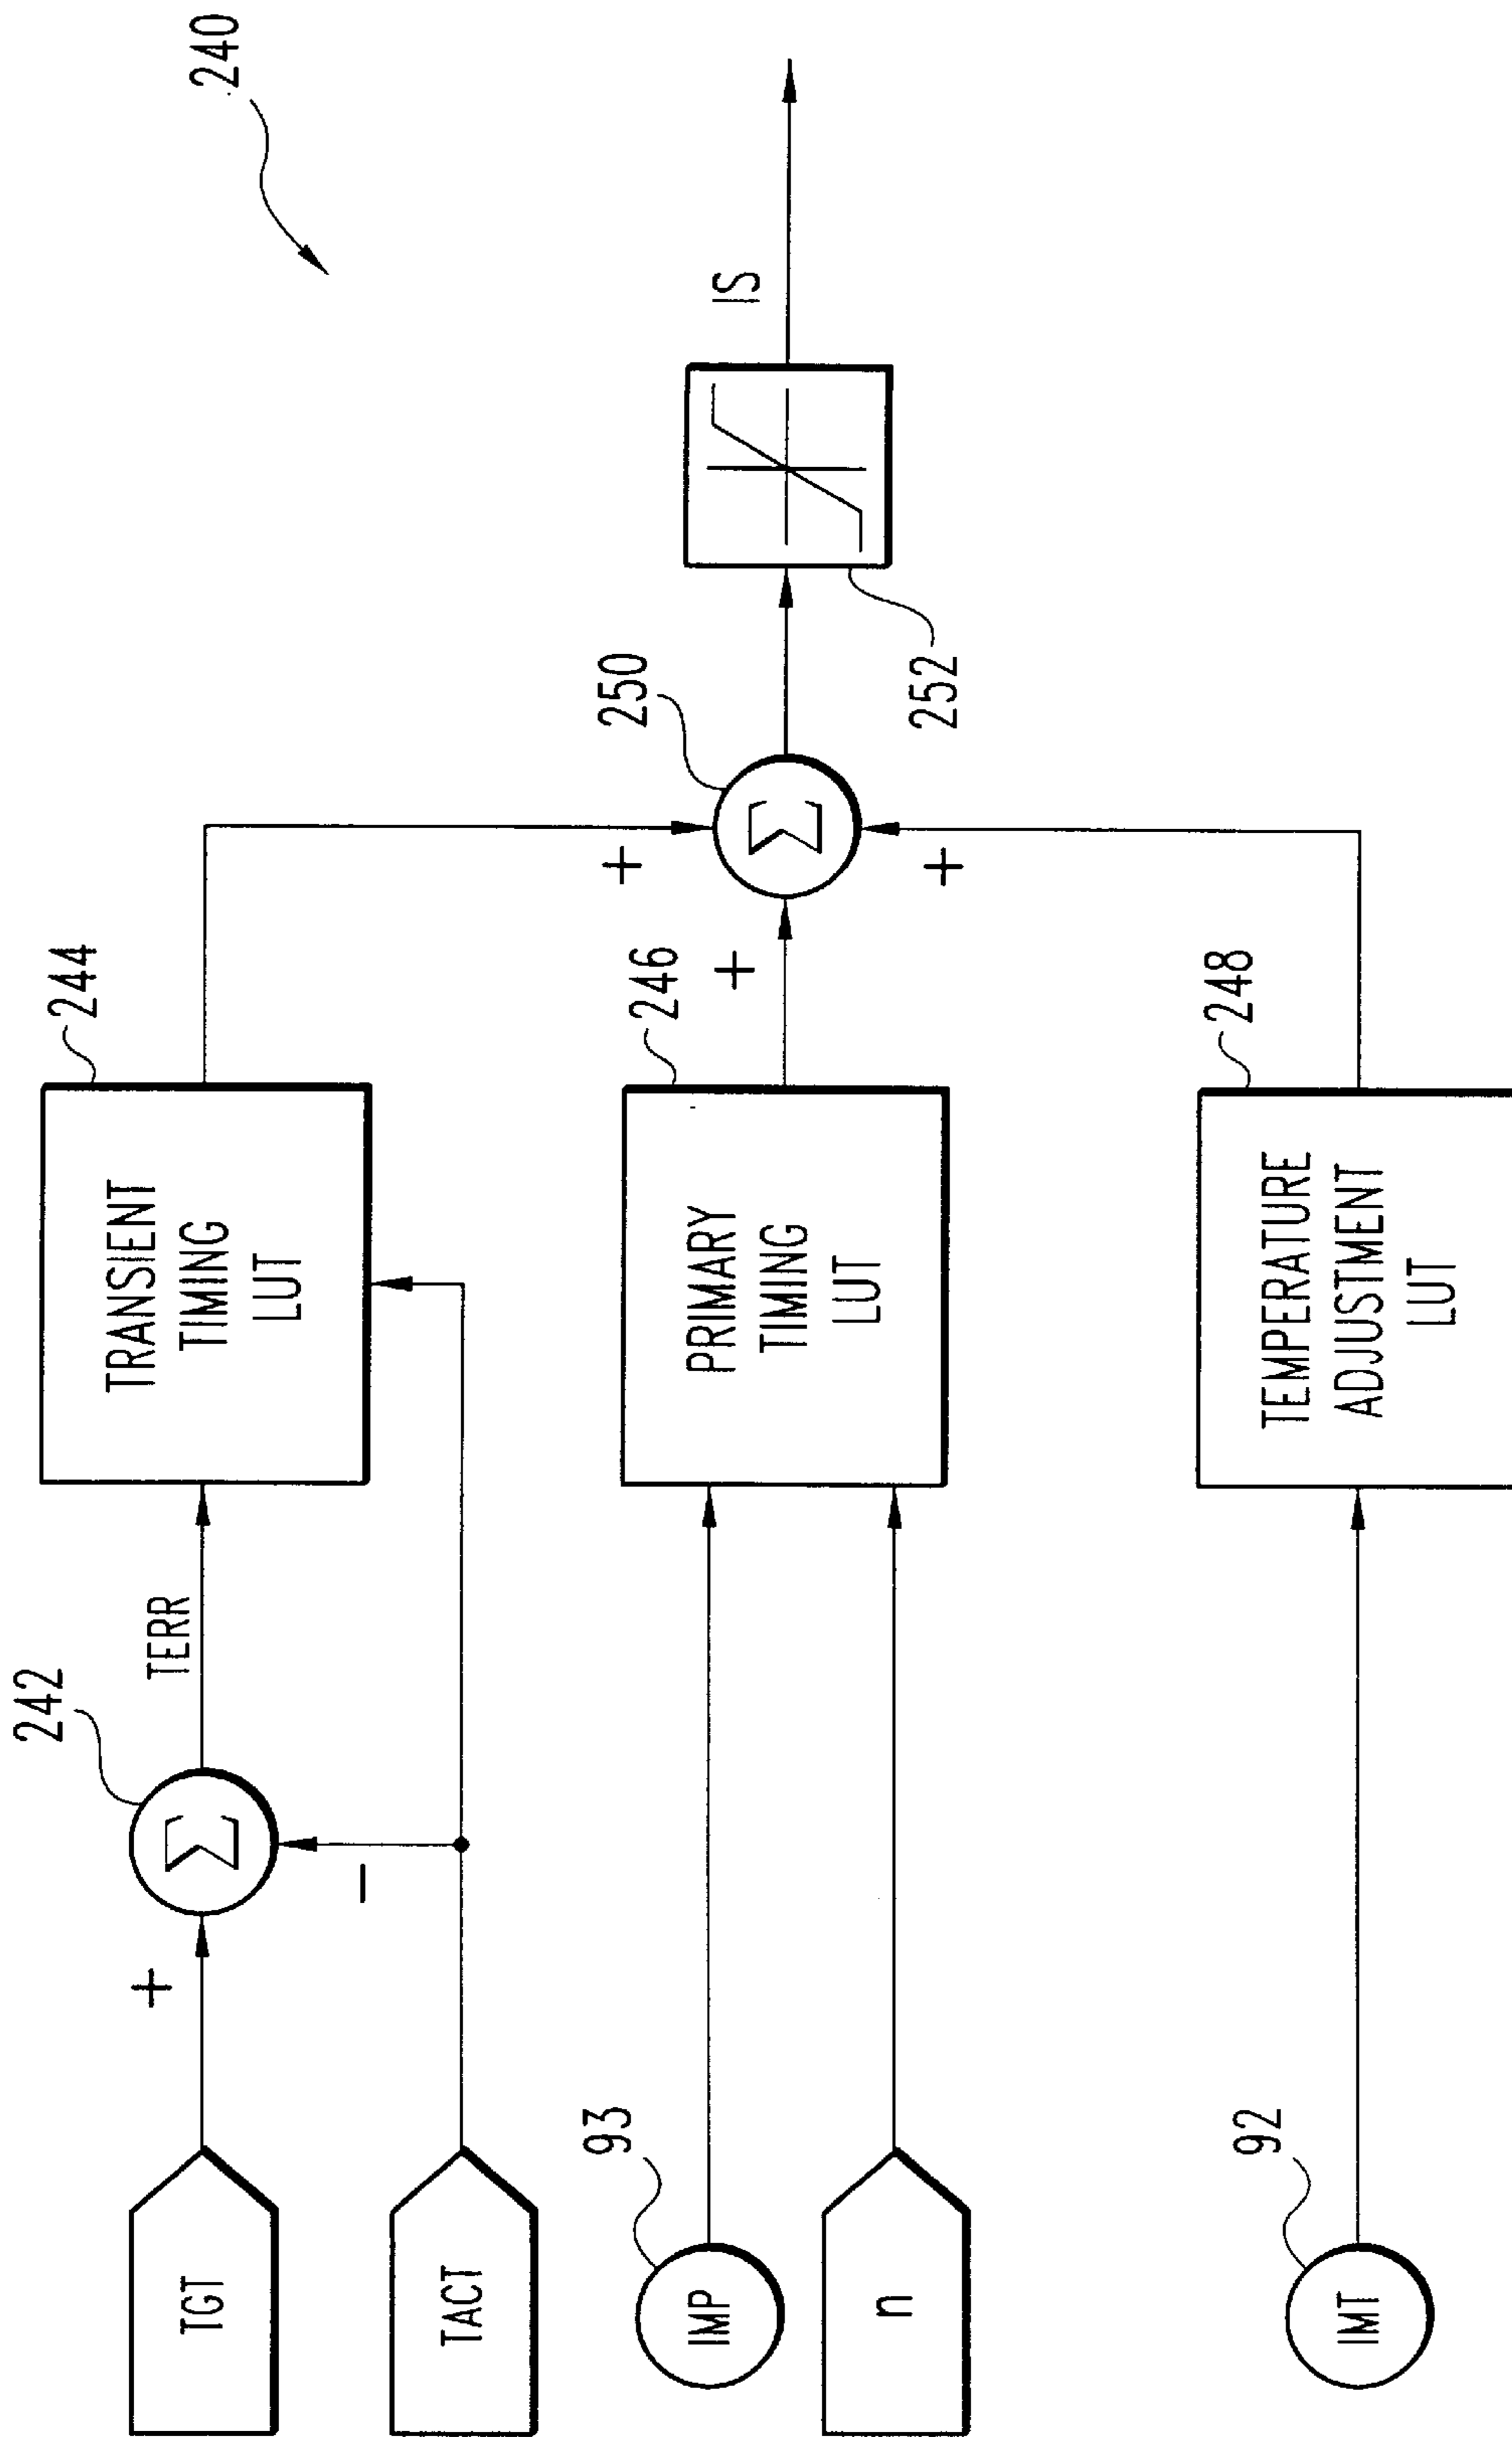 240
TGT
+
242
Σ
−
TERR
TRANSIENT
TIMING
LUT
244
TACT
93
IMP
n
PRIMARY
TIMING
LUT
246
+
+
+
250
Σ
252
IS
92
IMT
TEMPERATURE
ADJUSTMENT
LUT
248